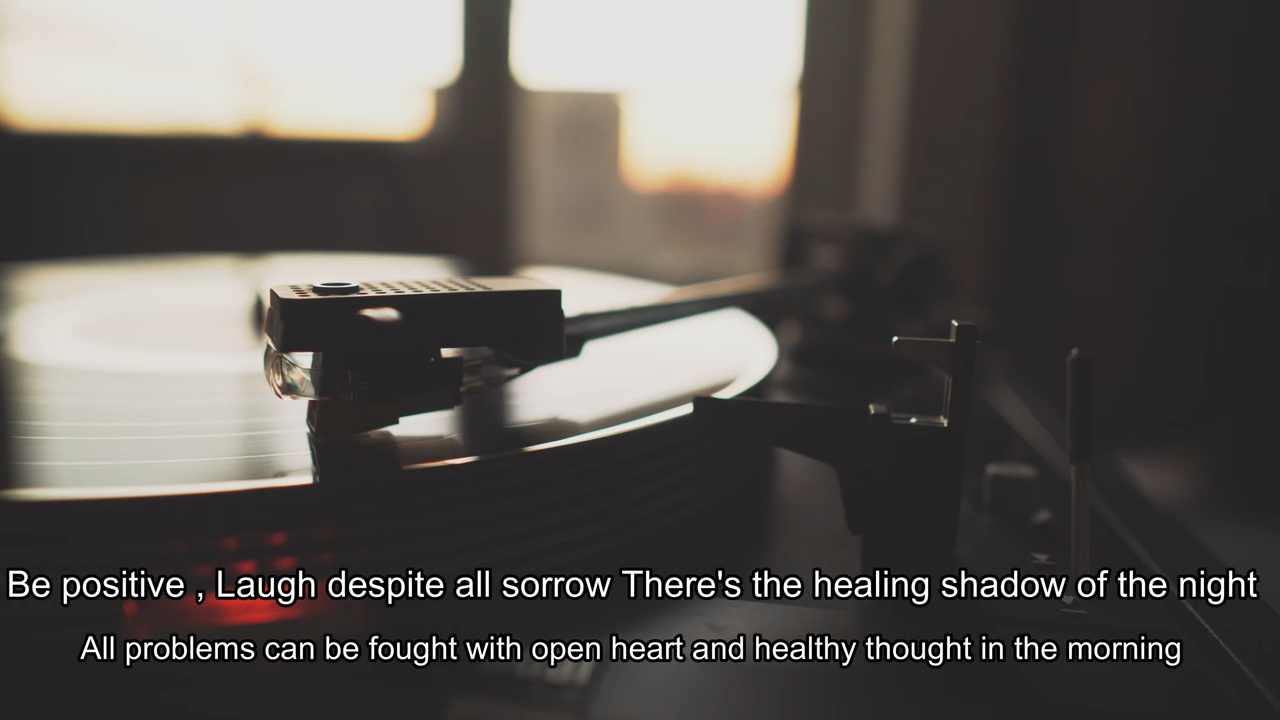 Be positive , Laugh despite all sorrow There's the healing shadow of the night
All problems can be fought with open heart and healthy thought in the morning